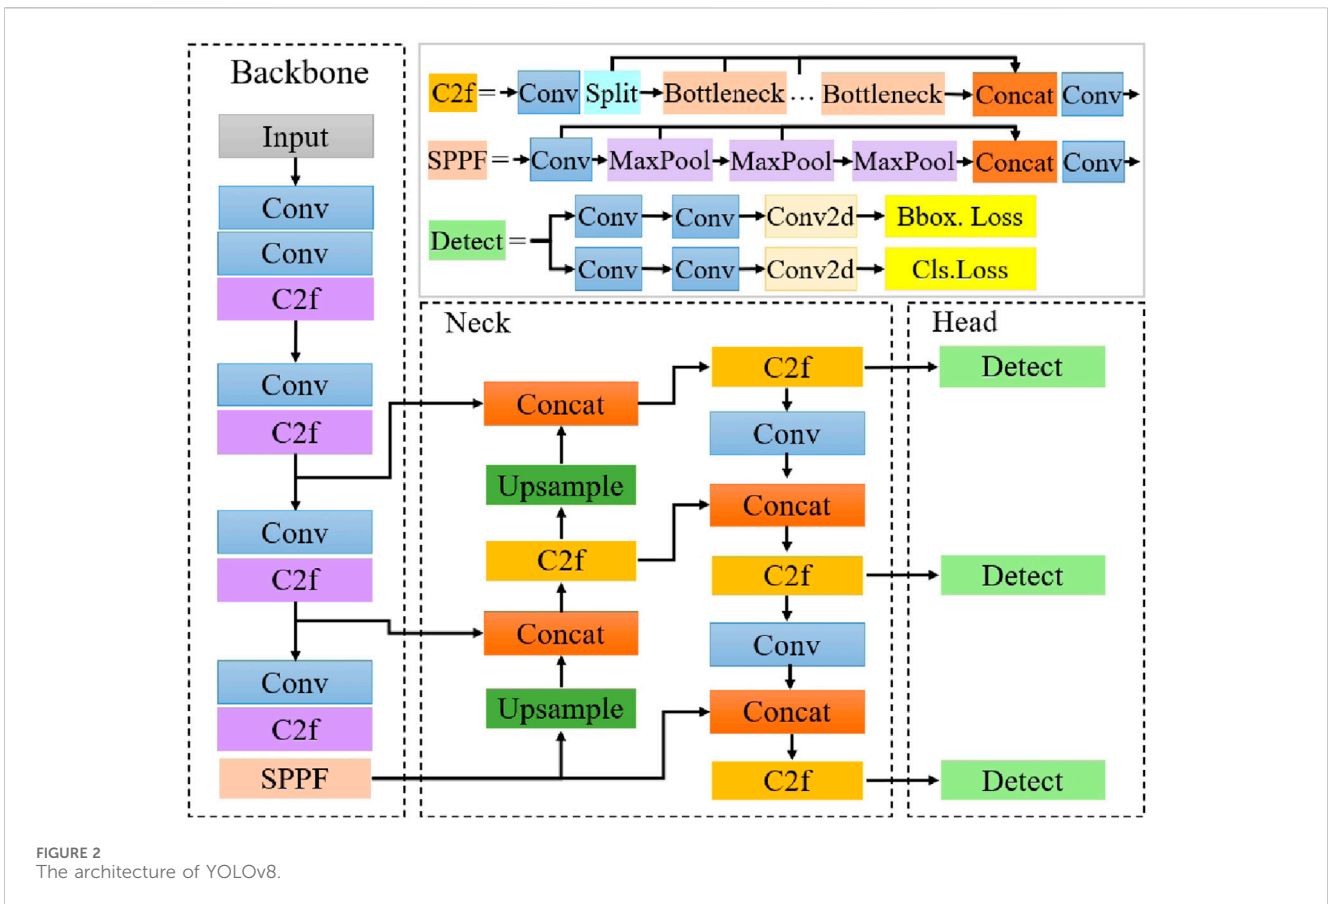 Backbone
Input
Conv
Conv
C2f
Conv
C2f
Conv
C2f
Conv
C2f
SPPF
C2f = Conv Split Bottleneck ... Bottleneck Concat Conv
SPPF = Conv MaxPool MaxPool MaxPool Concat Conv
Detect =
Conv Conv Conv2d Bbox. Loss
Conv Conv Conv2d Cls.Loss
Neck
Concat
Upsample
C2f
Concat
Upsample
C2f
Conv
Concat
C2f
Conv
Concat
C2f
Head
Detect
Detect
Detect
FIGURE 2
The architecture of YOLOv8.